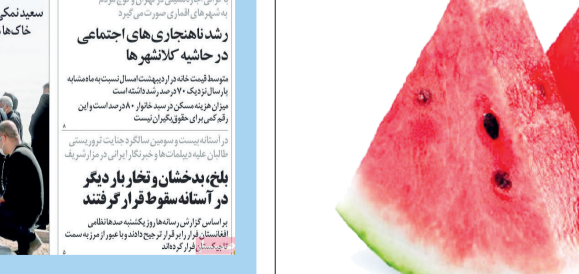 به شهرهای اقماری صورت می‌گیرد
رشد ناهنجاری‌های اجتماعی
در حاشیه کلانشهرها
متوسط قیمت خانه در اردیبهشت امسال نسبت به ماه مشابه
پارسال نزدیک ۷۰ درصد رشد داشته است
میزان هزینه مسکن در سبد خانوار ۸۰ درصد است و این
رقم کمی برای حقوق‌بگیران نیست
۸
در آستانه بیست و سومین سالگرد جنایت تروریستی
طالبان علیه دیپلمات‌ها و خبرنگار ایرانی در مزار شریف
بلخ، بدخشان و تخار بار دیگر
در آستانه سقوط قرار گرفتند
بر اساس گزارش رسانه‌ها روز یکشنبه صدها نظامی
افغانستان فرار را بر قرار ترجیح دادند و با عبور از مرز به سمت
تاجیکستان فرار کرده‌اند
سعید نمکی
خاک‌ها